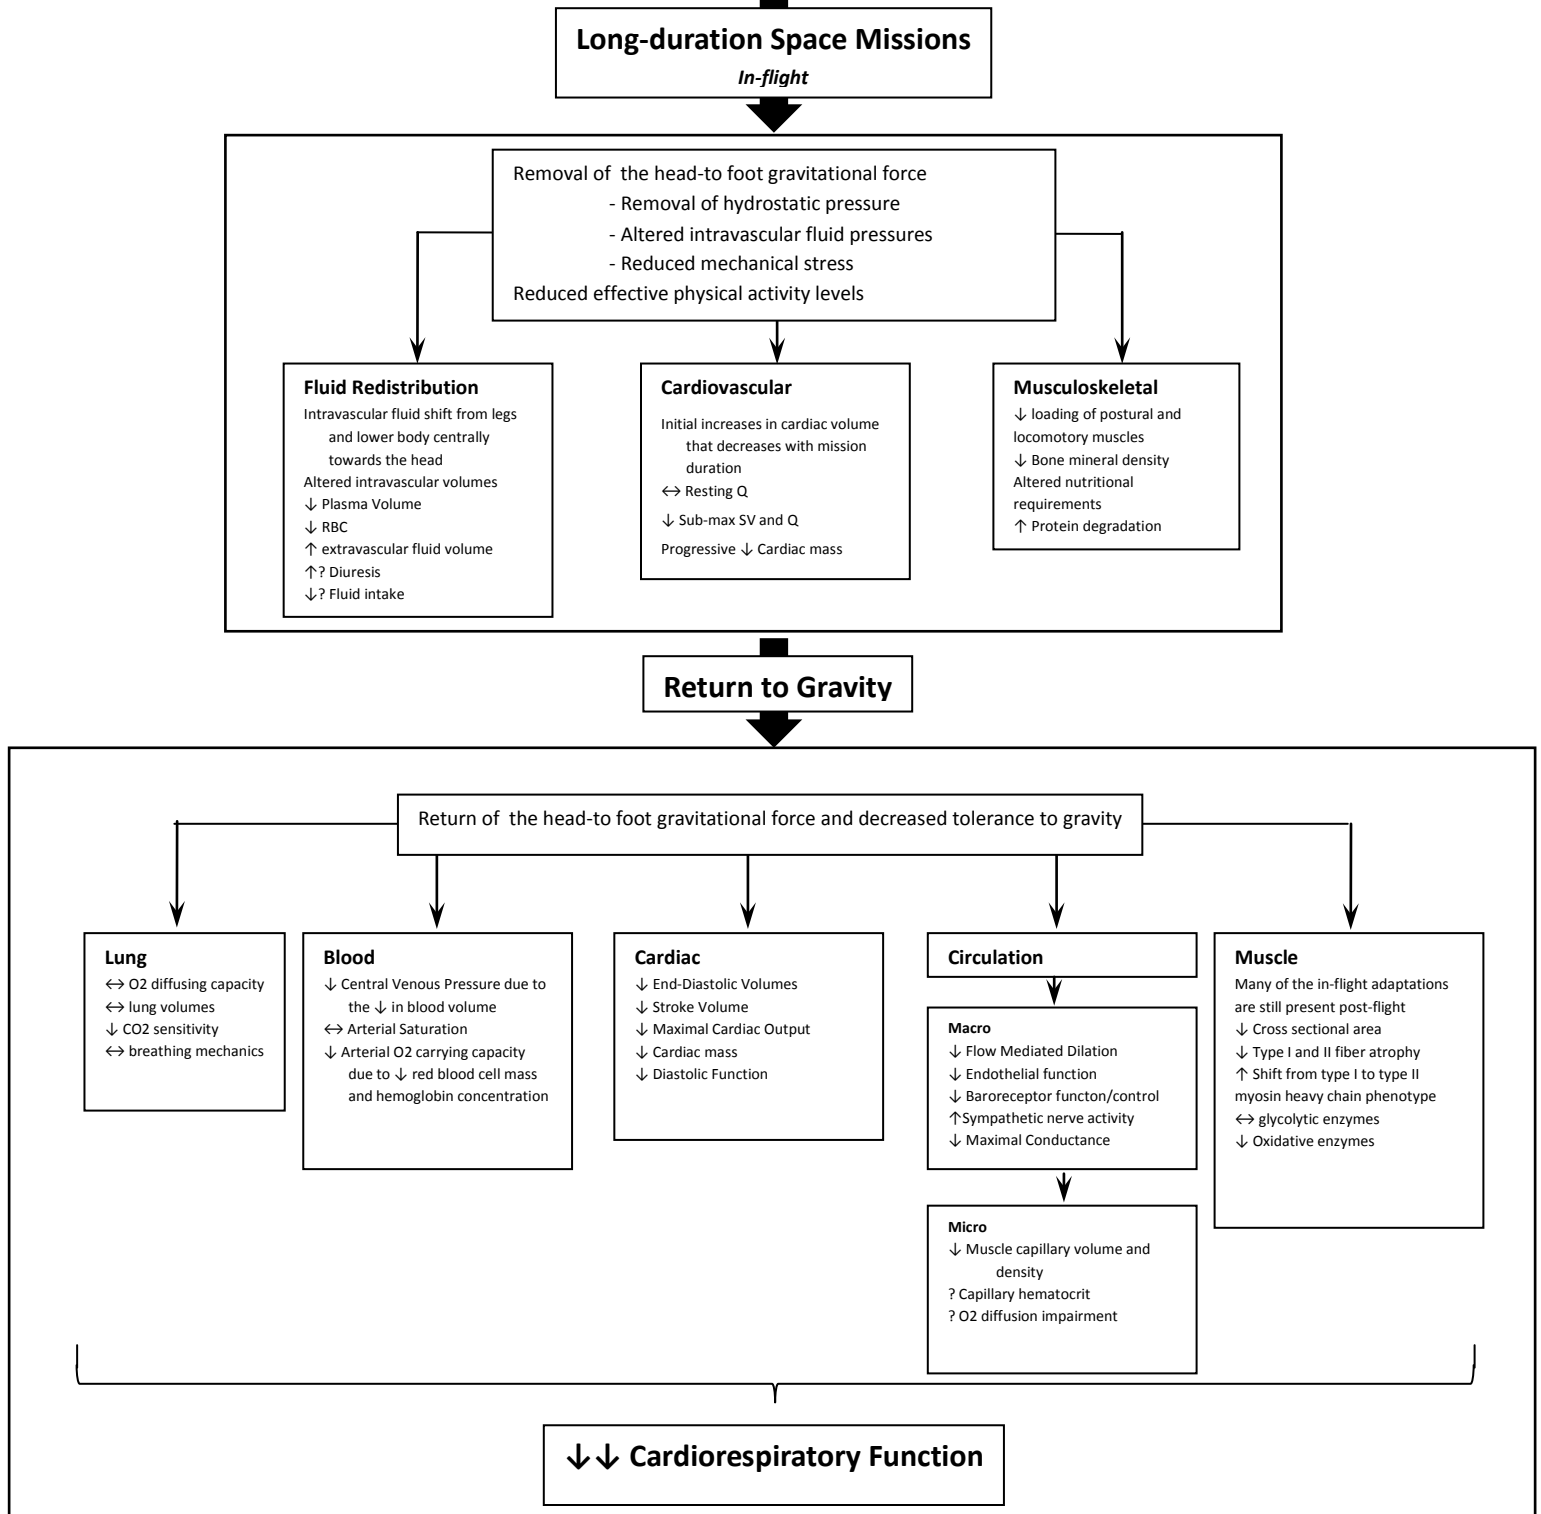 Long-duration Space Missions
In-flight
Removal of  the head-to foot gravitational force
- Removal of hydrostatic pressure
- Altered intravascular fluid pressures
- Reduced mechanical stress
Reduced effective physical activity levels
Fluid Redistribution
Intravascular fluid shift from legs
and lower body centrally
towards the head
Altered intravascular volumes
↓ Plasma Volume
↓ RBC
↑ extravascular fluid volume
↑? Diuresis
↓? Fluid intake
Cardiovascular
Initial increases in cardiac volume
that decreases with mission
duration
↔ Resting Q
↓ Sub-max SV and Q
Progressive ↓ Cardiac mass
Musculoskeletal
↓ loading of postural and
locomotory muscles
↓ Bone mineral density
Altered nutritional
requirements
↑ Protein degradation
Return to Gravity
Return of  the head-to foot gravitational force and decreased tolerance to gravity
Lung
↔ O2 diffusing capacity
↔ lung volumes
↓ CO2 sensitivity
↔ breathing mechanics
Blood
↓ Central Venous Pressure due to
the ↓ in blood volume
↔ Arterial Saturation
↓ Arterial O2 carrying capacity
due to ↓ red blood cell mass
and hemoglobin concentration
Cardiac
↓ End-Diastolic Volumes
↓ Stroke Volume
↓ Maximal Cardiac Output
↓ Cardiac mass
↓ Diastolic Function
Circulation
Macro
↓ Flow Mediated Dilation
↓ Endothelial function
↓ Baroreceptor functon/control
↑Sympathetic nerve activity
↓ Maximal Conductance
Micro
↓ Muscle capillary volume and
density
? Capillary hematocrit
? O2 diffusion impairment
Muscle
Many of the in-flight adaptations
are still present post-flight
↓ Cross sectional area
↓ Type I and II fiber atrophy
↑ Shift from type I to type II
myosin heavy chain phenotype
↔ glycolytic enzymes
↓ Oxidative enzymes
↓↓ Cardiorespiratory Function